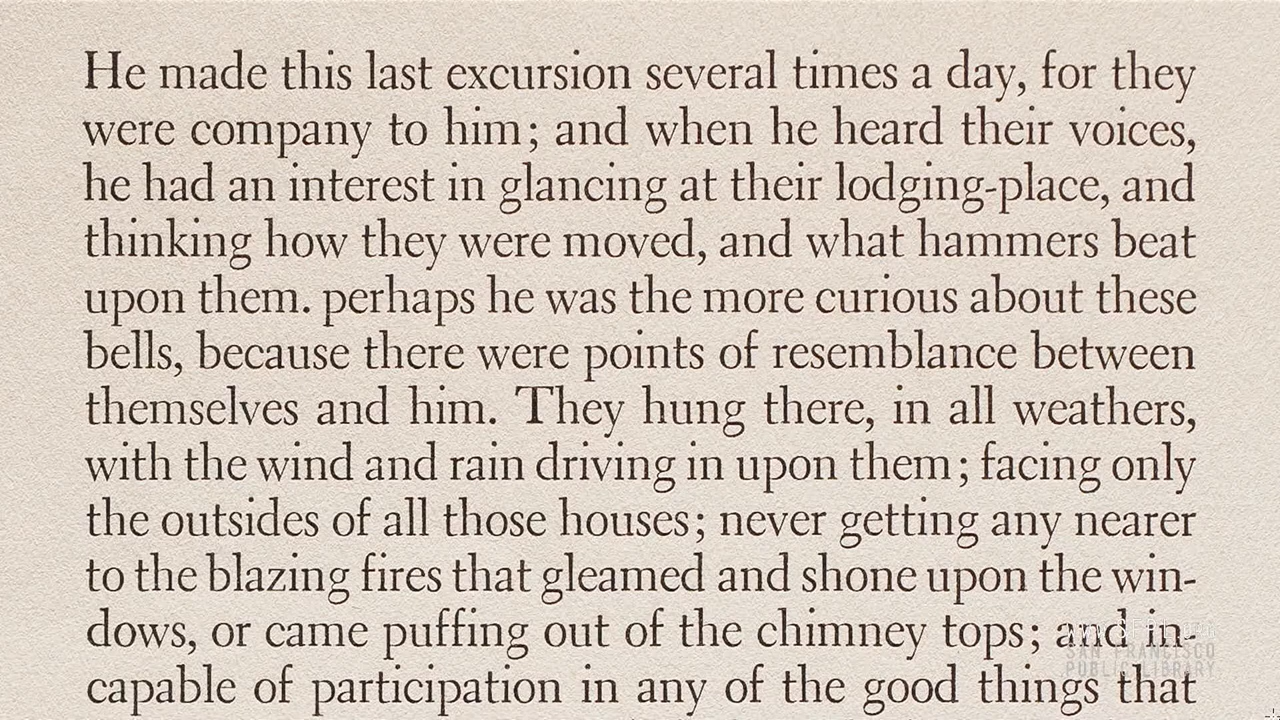 He made this last excursion several times a day, for they
were company to him; and when he heard their voices,
he had an interest in glancing at their lodging-place, and
thinking how they were moved, and what hammers beat
upon them. perhaps he was the more curious about these
bells, because there were points of resemblance between
themselves and him. They hung there, in all weathers,
with the wind and rain driving in upon them; facing only
the outsides of all those houses; never getting any nearer
to the blazing fires that gleamed and shone upon the win-
dows, or came puffing out of the chimney tops; and in-
capable of participation in any of the good things that
SAN FRANCISCO
PUBLIC LIBRARY